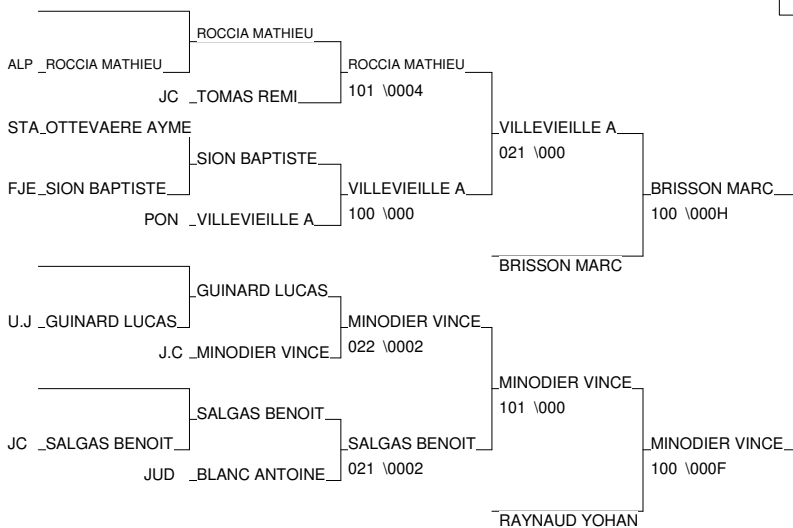 ROCCIA MATHIEU
ALP ROCCIA MATHIEU ROCCIA MATHIEU
JC TOMAS REMI 101 \0004
STA OTTEVAERE AYME VILLEVIEILLE A
SION BAPTISTE 021 \000
FJE SION BAPTISTE VILLEVIEILLE A BRISSON MARC
PON VILLEVIEILLE A 100 \000 100 \000H
BRISSON MARC
GUINARD LUCAS
U.J GUINARD LUCAS MINODIER VINCE
J.C MINODIER VINCE 022 \0002
MINODIER VINCE
SALGAS BENOIT 101 \000
JC SALGAS BENOIT SALGAS BENOIT MINODIER VINCE
JUD BLANC ANTOINE 021 \0002 100 \000F
RAYNAUD YOHAN